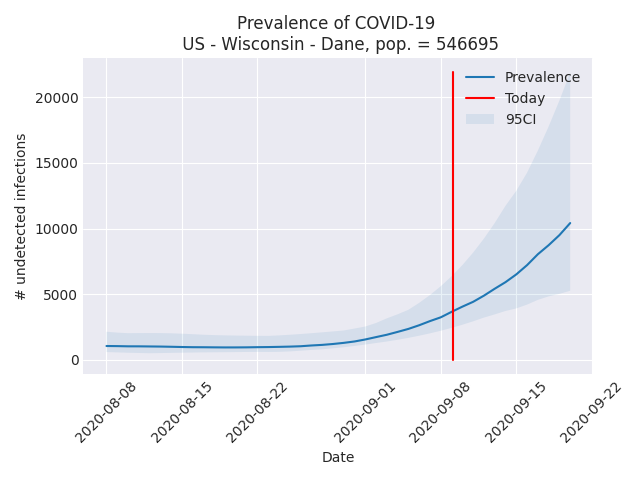 Prevalence of COVID-19
US - Wisconsin - Dane, pop. = 546695
Prevalence
Today
95CI
20000
15000
10000
5000
0
# undetected infections
2020-08-08
2020-08-15
2020-08-22
2020-09-01
2020-09-08
2020-09-15
2020-09-22
Date